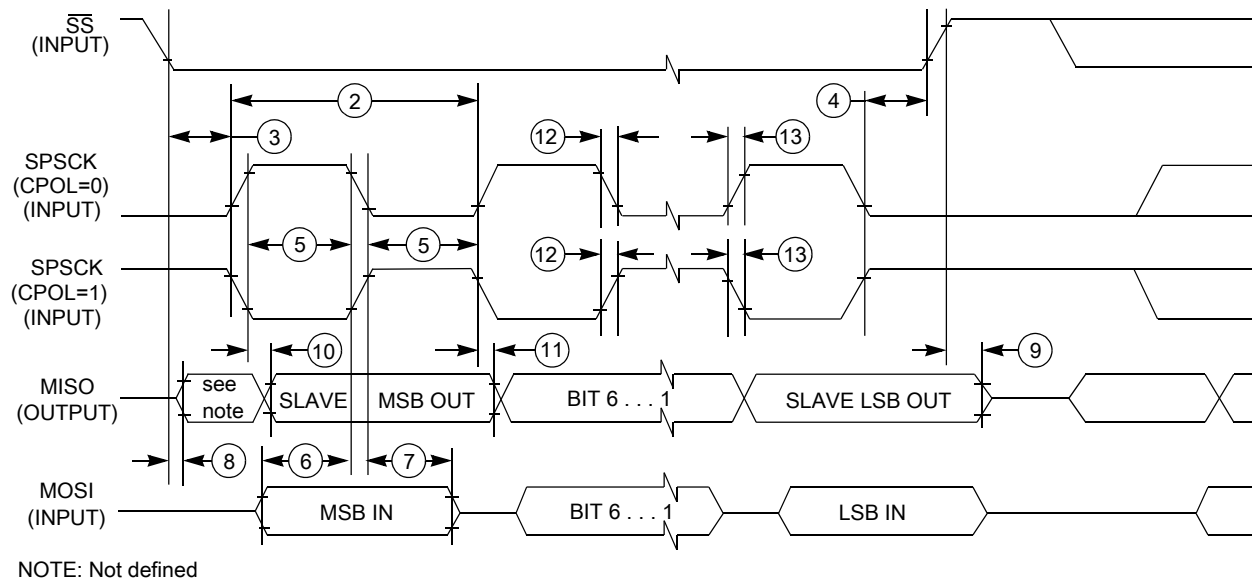 SS
(INPUT)
2
4
3
12
13
SPSCK
(CPOL=0)
(INPUT)
5
5
12
13
SPSCK
(CPOL=1)
(INPUT)
10
11
9
MISO
(OUTPUT)
see
note
SLAVE
MSB OUT
BIT 6 . . . 1
SLAVE LSB OUT
8
6
7
MOSI
(INPUT)
MSB IN
BIT 6 . . . 1
LSB IN
NOTE: Not defined